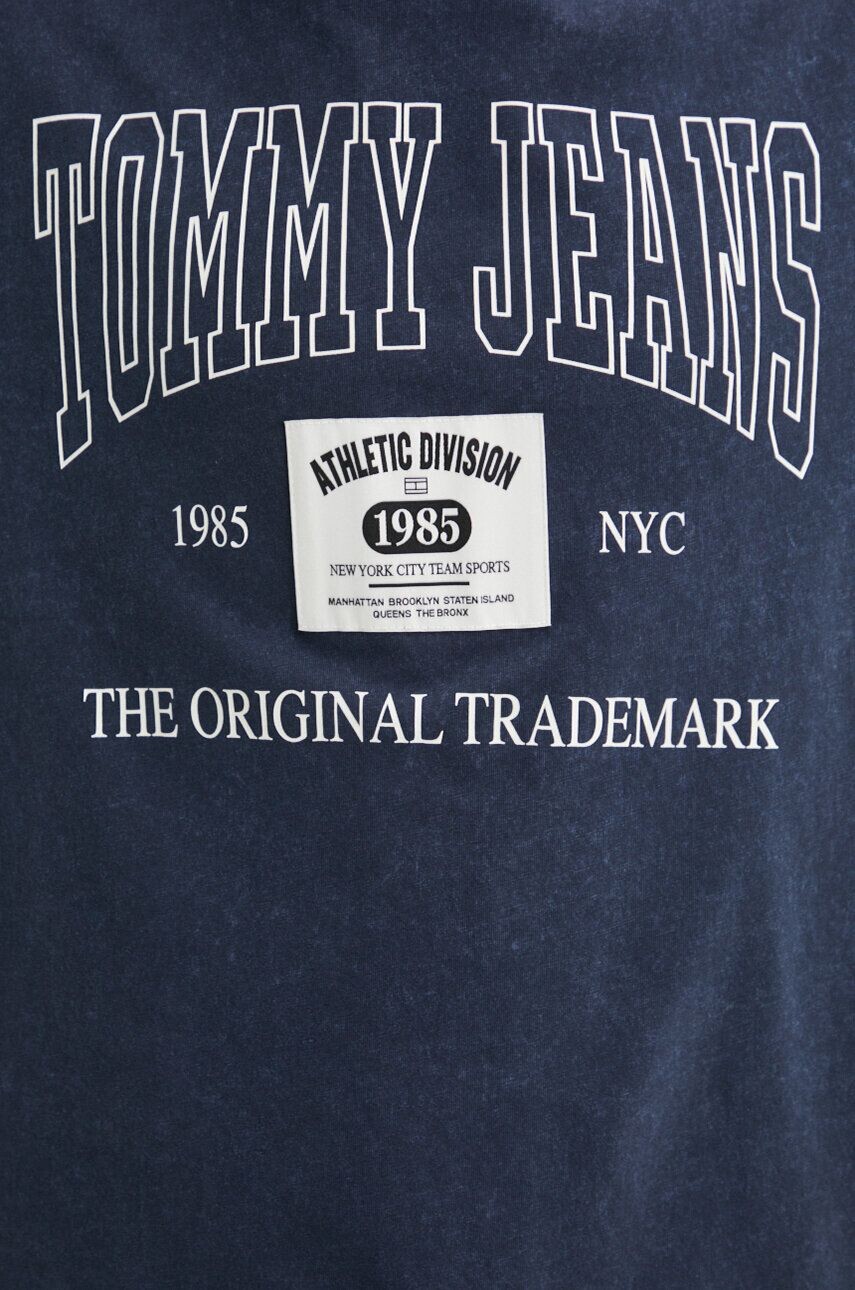 TOMMY JEANS
ATHLETIC DIVISION
1985 1985 NYC
NEW YORK CITY TEAM SPORTS
MANHATTAN BROOKLYN STATEN ISLAND
QUEENS THE BRONX
THE ORIGINAL TRADEMARK